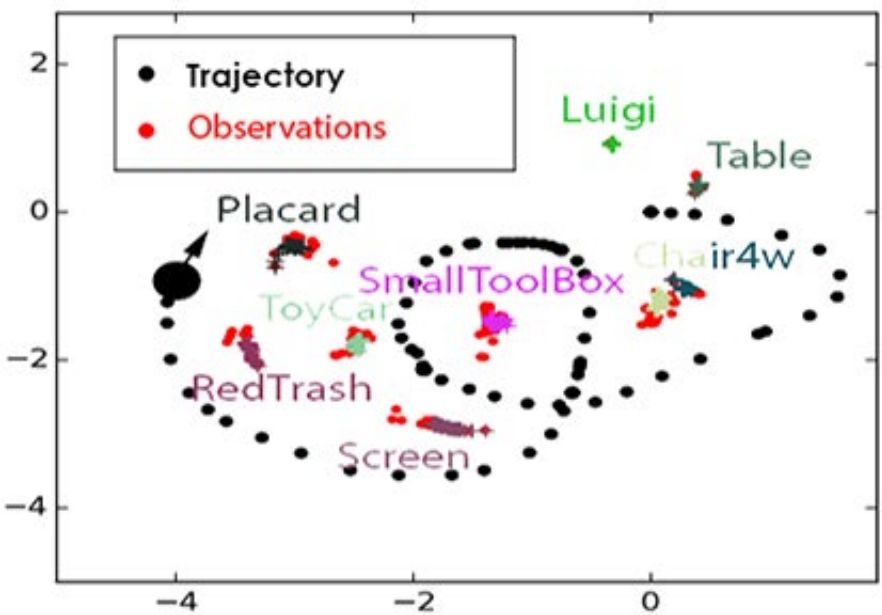 2
0
−2
−4
−4
−2
0
Trajectory
Observations
Luigi
Table
Placard
Chair4w
SmallToolBox
ToyCar
RedTrash
Screen